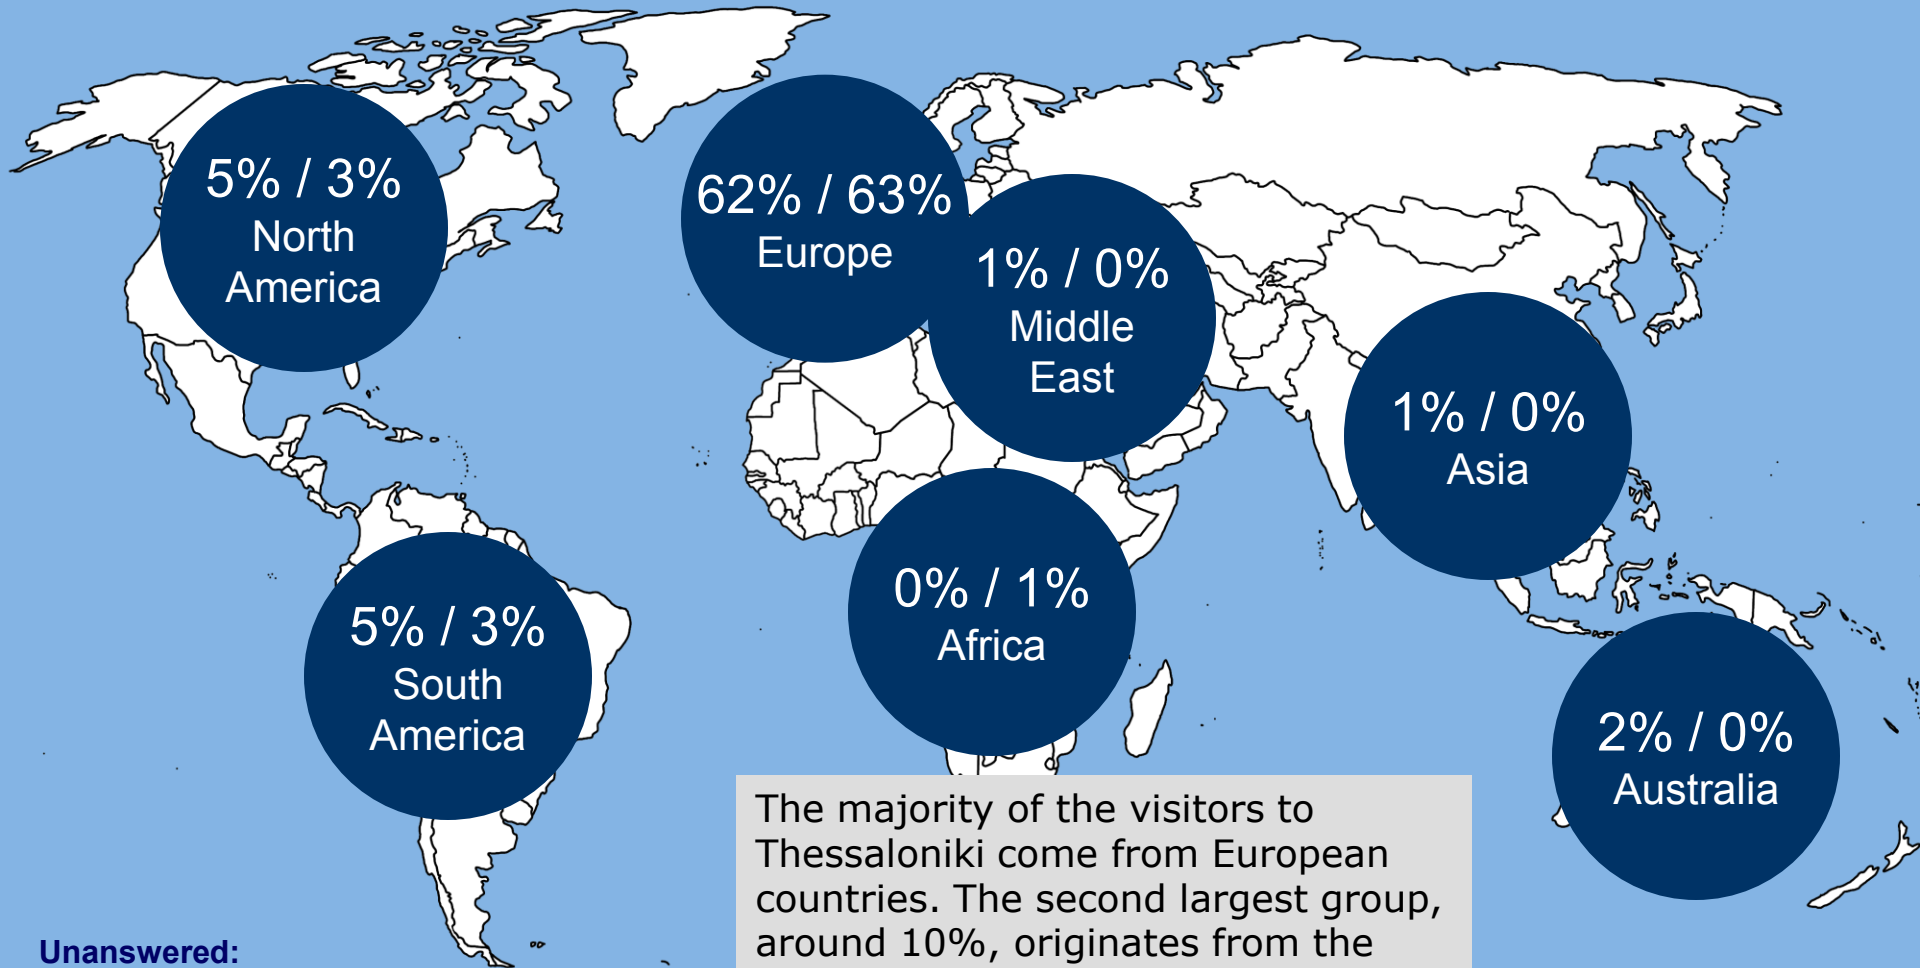 5% / 3%
North
America
62% / 63%
Europe
1% / 0%
Middle
East
1% / 0%
Asia
5% / 3%
South
America
0% / 1%
Africa
2% / 0%
Australia
The majority of the visitors to
Thessaloniki come from European
countries. The second largest group,
around 10%, originates from the
Unanswered: